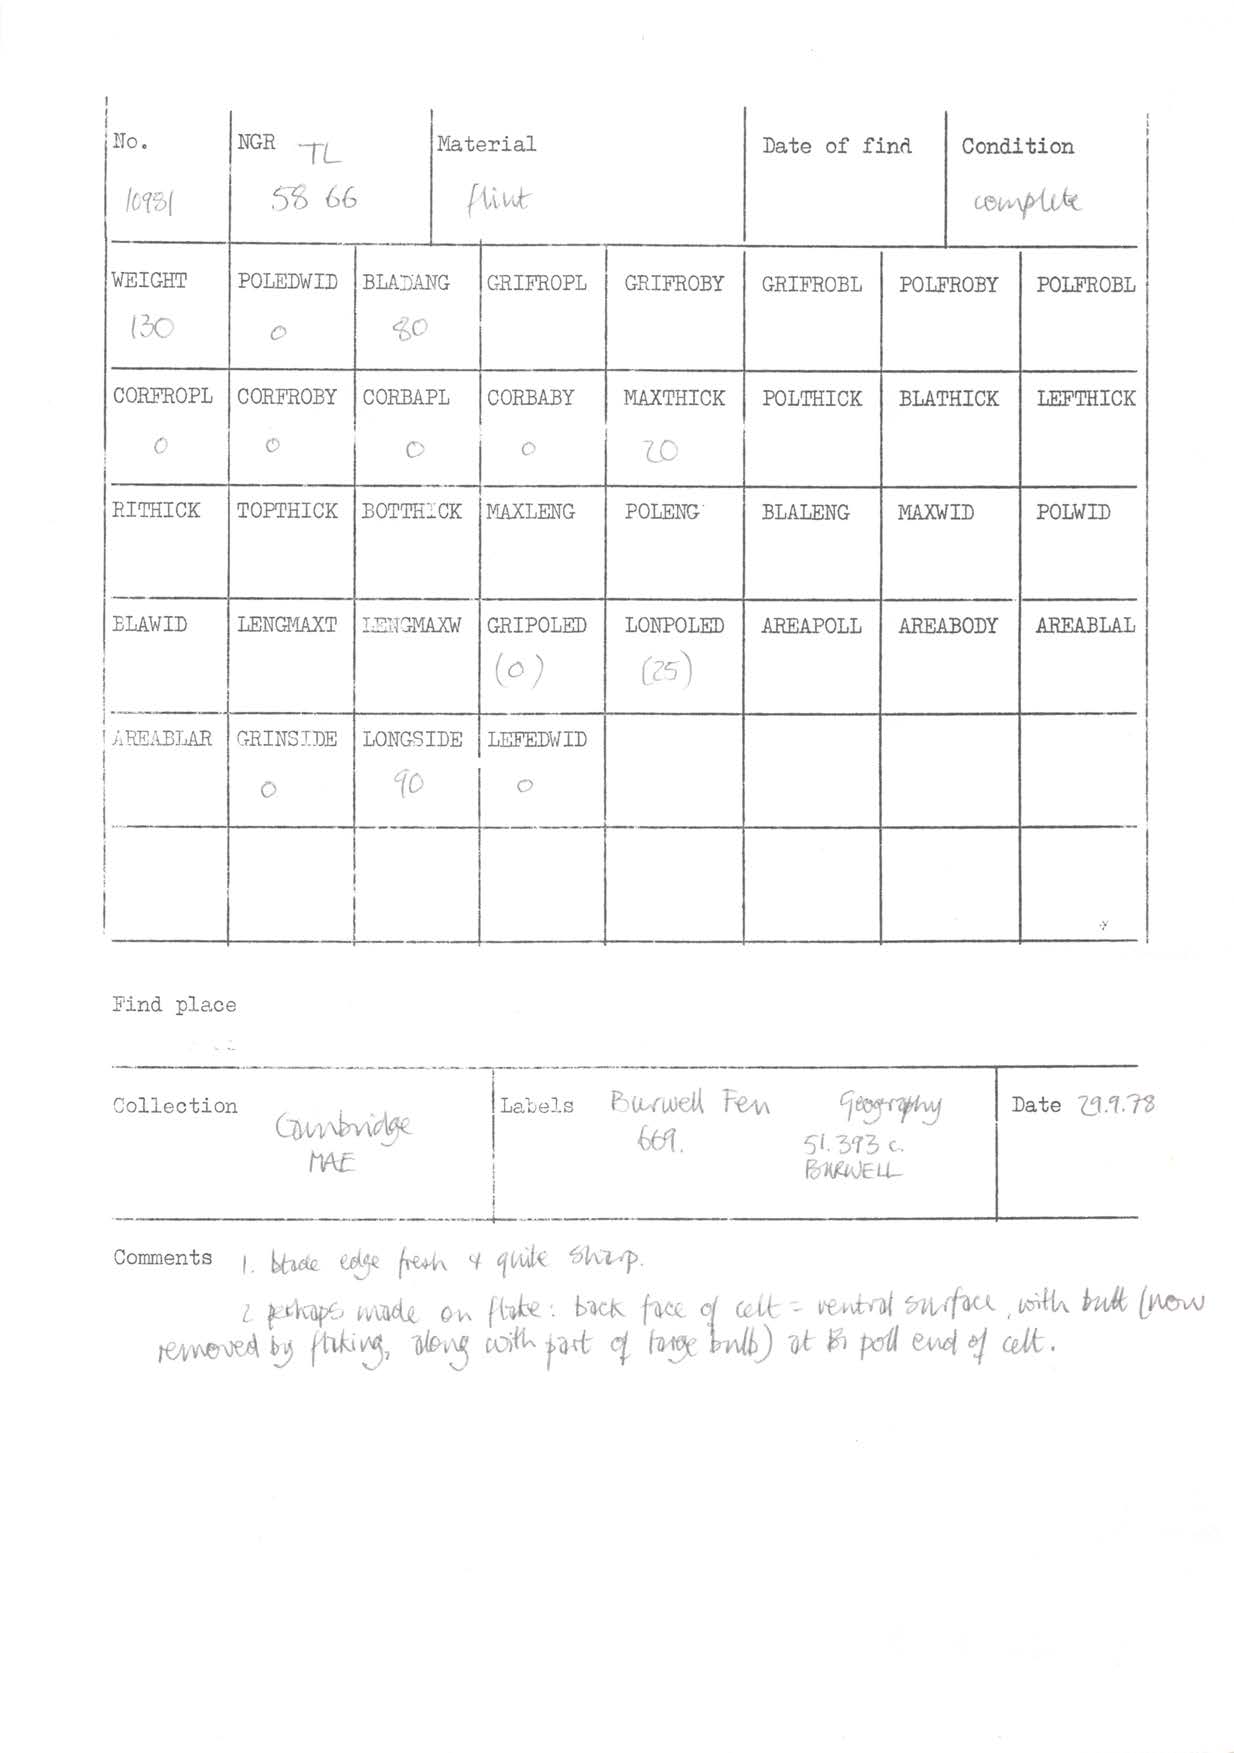 No. NGR TL Material Date of find Condition
10931 58 66 flint complete
WEIGHT POLEDWID BLADANG GRIFROPL GRIFROBY GRIFROBL POLFROBY POLFROBL
130 0 80
CORFROPL CORFROBY CORBAPL CORBABY MAXTHICK POLTHICK BLATHICK LEFTHICK
0 0 0 0 20
RITHICK TOPTHICK BOTTHICK MAXLENG POLENG BLALENG MAXWID POLWID
BLAWID LENGMAXT LENGMAXW GRIPOLED LONPOLED AREAPOLL AREABODY AREABLAL
(0) (25)
AREABLAR GRINSIDE LONGSIDE LEFEDWID
0 90 0
Find place
Collection Labels Burwell Fen Geography Date 29.9.78
Cambridge 669. 51.393 c.
MAE BURWELL
Comments 1. blade edge fresh & quite sharp.
2 perhaps made on flake: back face of celt = ventral surface, with butt (now
removed by flaking, along with part of large bulb) at poll end of celt.